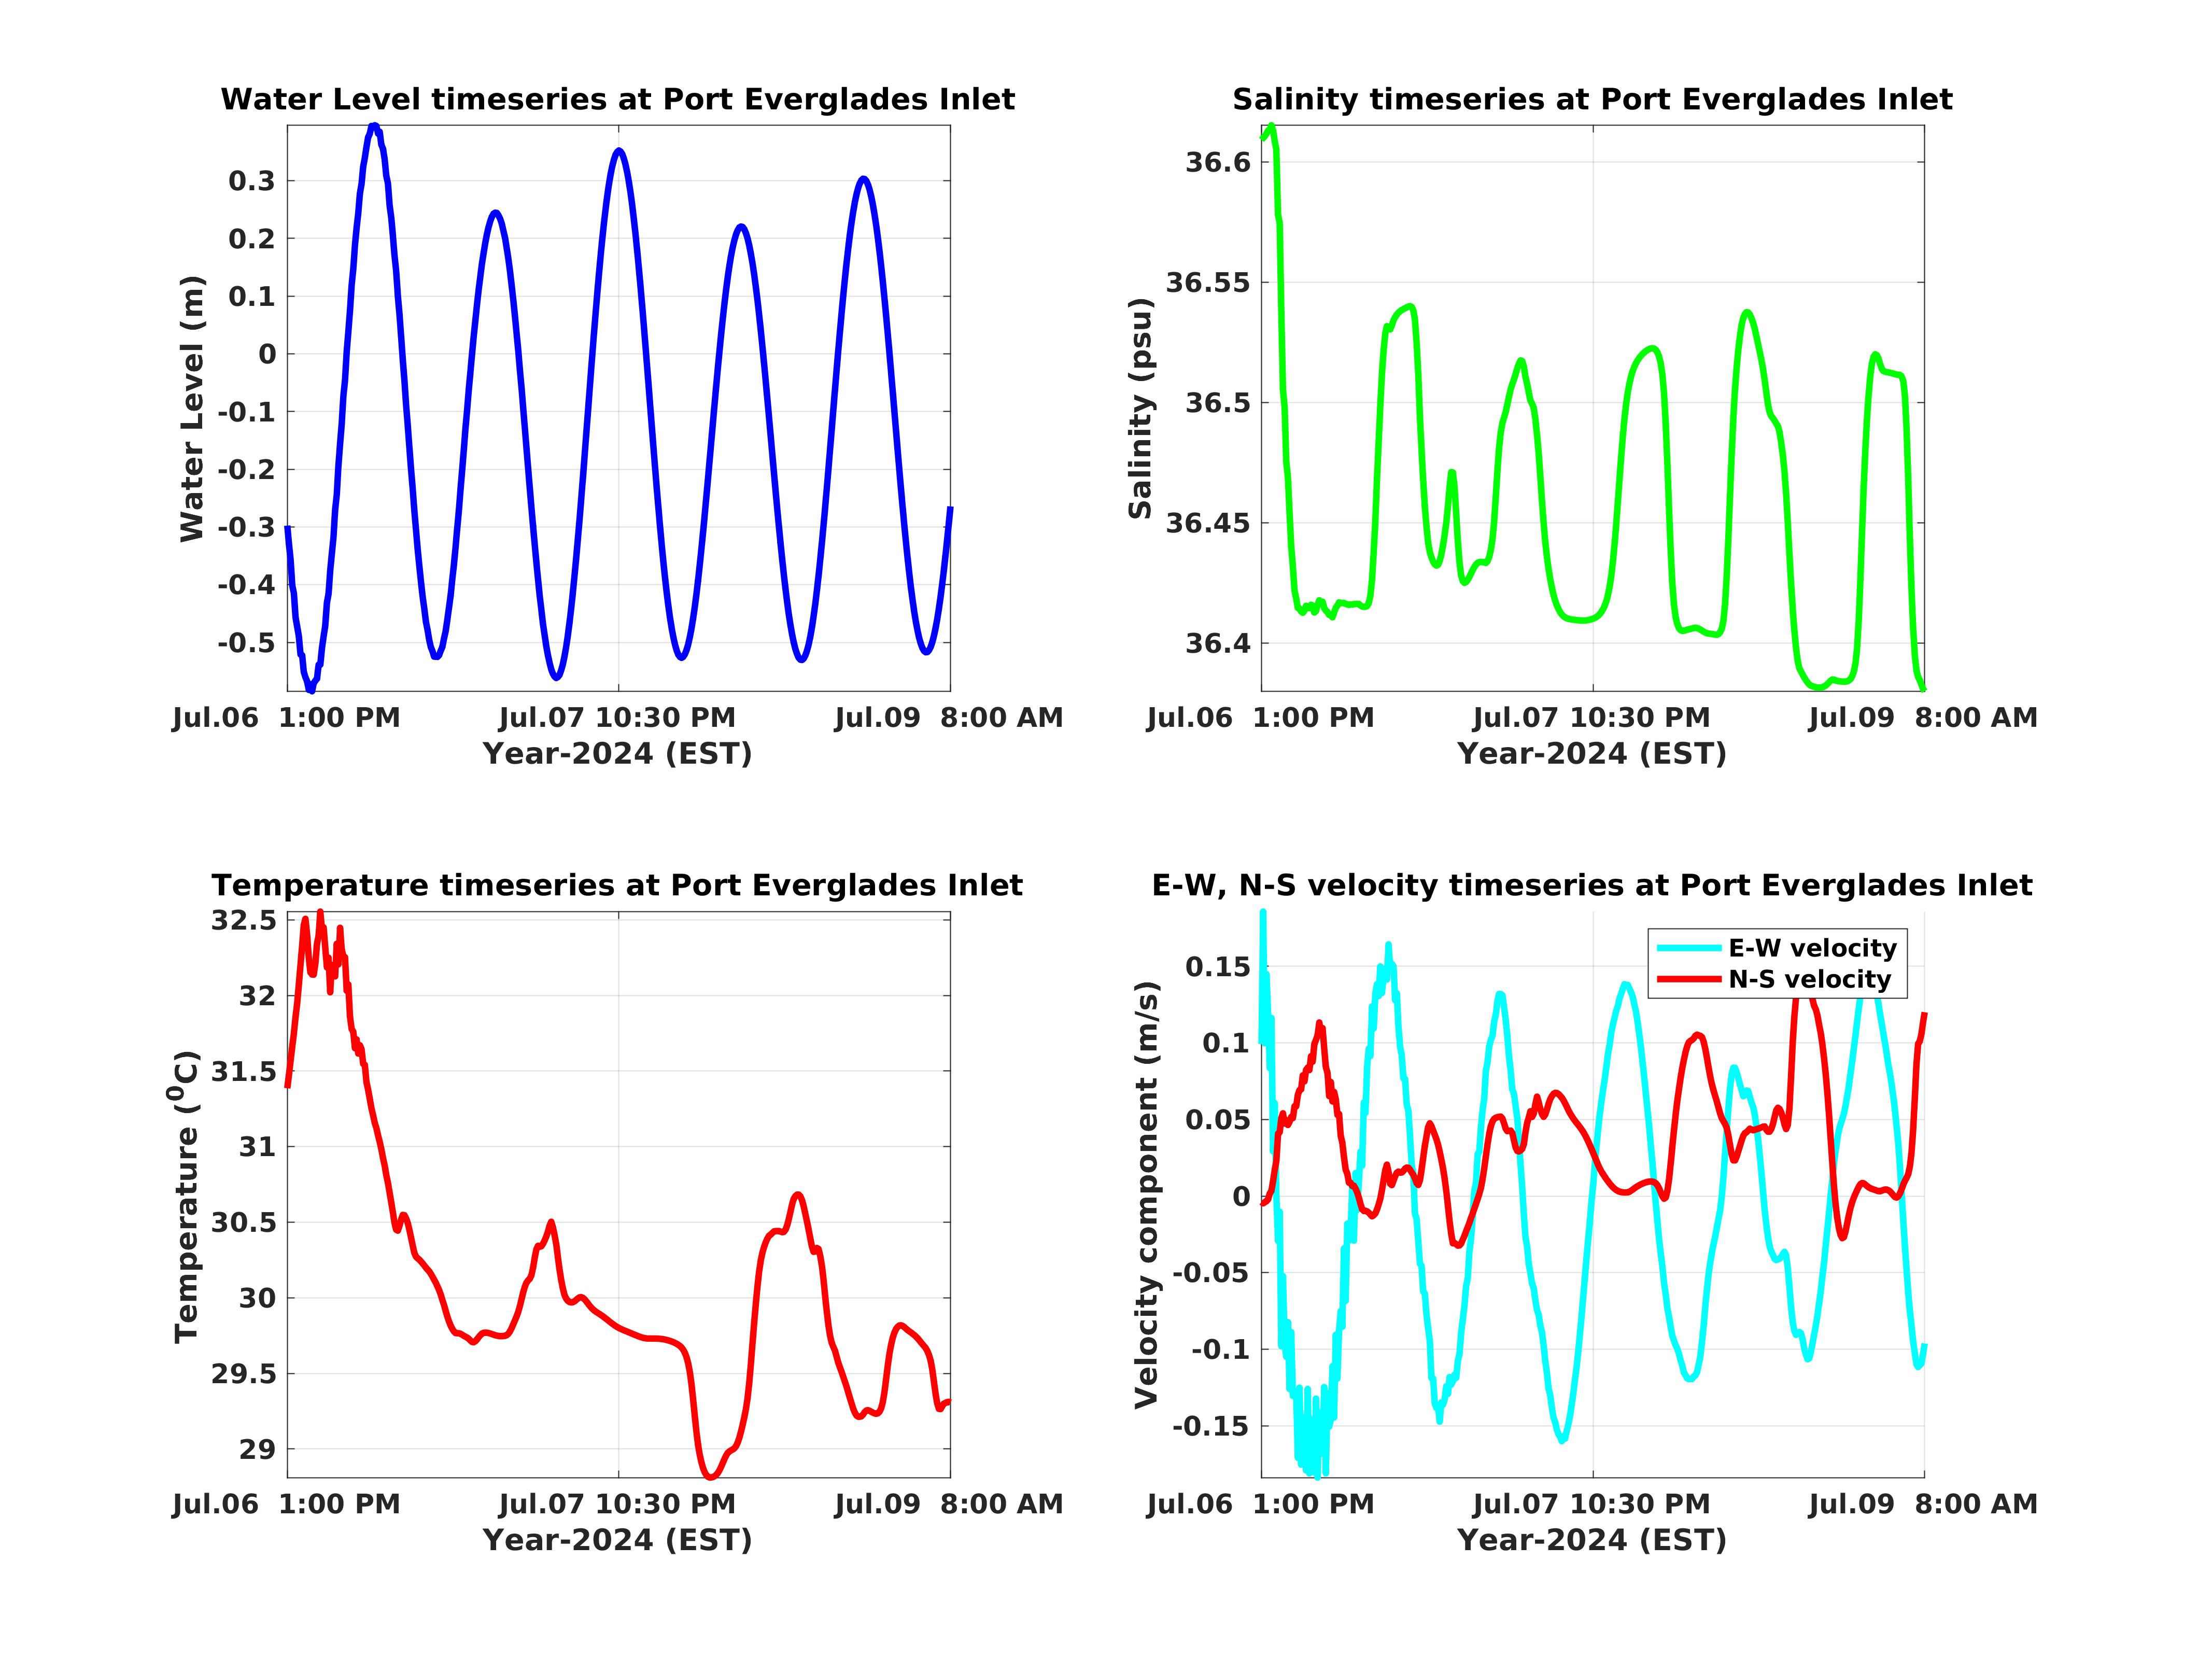 Water Level timeseries at Port Everglades Inlet
Water Level (m)
0.3
0.2
0.1
0
-0.1
-0.2
-0.3
-0.4
-0.5
Jul.06  1:00 PM
Jul.07 10:30 PM
Jul.09  8:00 AM
Year-2024 (EST)
Salinity timeseries at Port Everglades Inlet
Salinity (psu)
36.6
36.55
36.5
36.45
36.4
Jul.06  1:00 PM
Jul.07 10:30 PM
Jul.09  8:00 AM
Year-2024 (EST)
Temperature timeseries at Port Everglades Inlet
Temperature (⁰C)
32.5
32
31.5
31
30.5
30
29.5
29
Jul.06  1:00 PM
Jul.07 10:30 PM
Jul.09  8:00 AM
Year-2024 (EST)
E-W, N-S velocity timeseries at Port Everglades Inlet
Velocity component (m/s)
0.15
0.1
0.05
0
-0.05
-0.1
-0.15
E-W velocity
N-S velocity
Jul.06  1:00 PM
Jul.07 10:30 PM
Jul.09  8:00 AM
Year-2024 (EST)